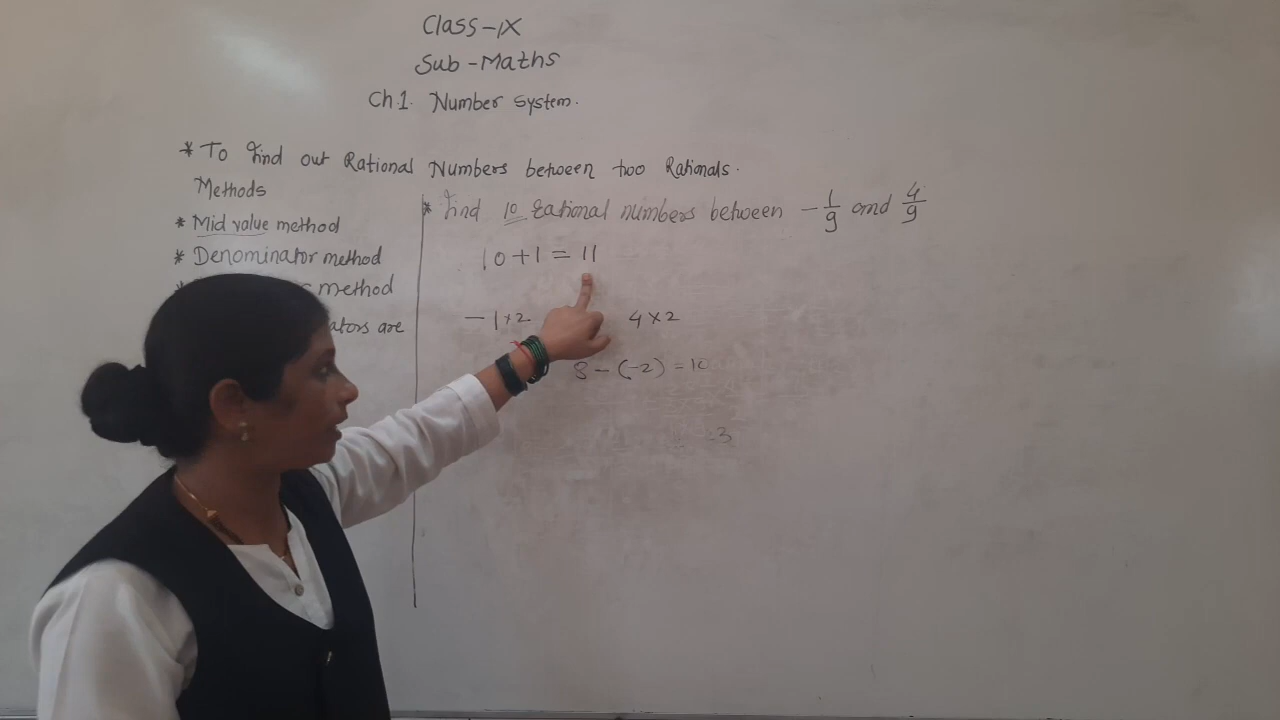 Class-IX
Sub-Maths
Ch.1. Number System.
* To find out Rational Numbers between two Rationals.
Methods
* Mid value method
* Denominator method
method
ators are
* find 10 rational numbers between -1/9 and 4/9
10+1=11
-1×2 4×2
8-(-2)=10